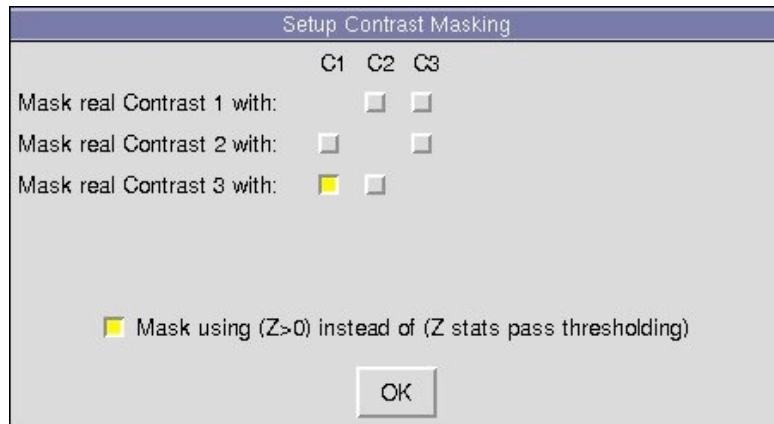 Setup Contrast Masking
C1 C2 C3
Mask real Contrast 1 with:
Mask real Contrast 2 with:
Mask real Contrast 3 with:
Mask using (Z>0) instead of (Z stats pass thresholding)
OK